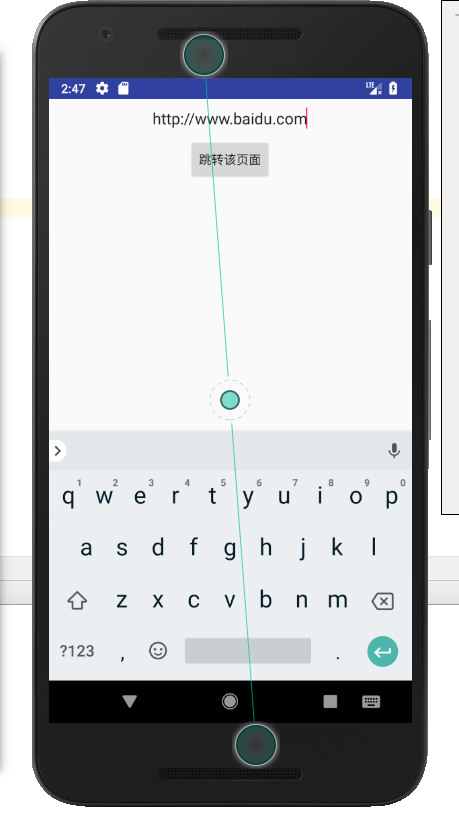 2:47 LTE
http://www.baidu.com
跳转该页面
1 2 3 4 5 6 7 8 9 0
q w e r t y u i o p
a s d f g h j k l
z x c v b n m
?123 , .